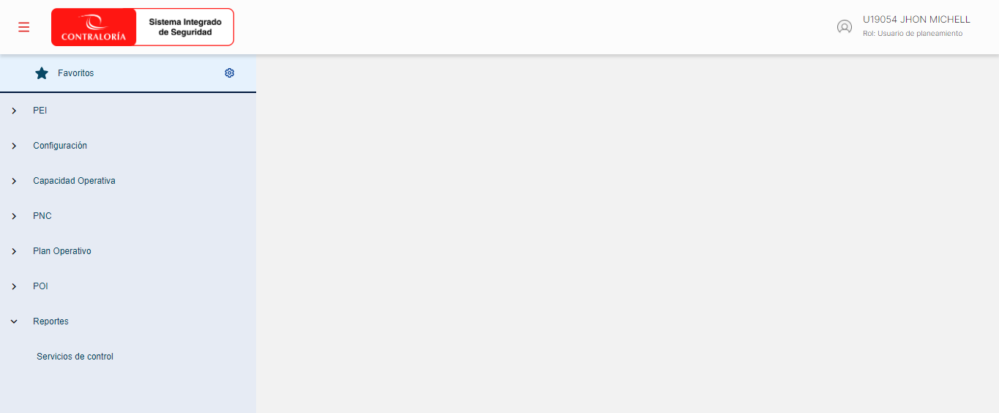 CONTRALORÍA
Sistema Integrado
de Seguridad
U19054 JHON MICHELL
Rol: Usuario de planeamiento
Favoritos
PEI
Configuración
Capacidad Operativa
PNC
Plan Operativo
POI
Reportes
Servicios de control